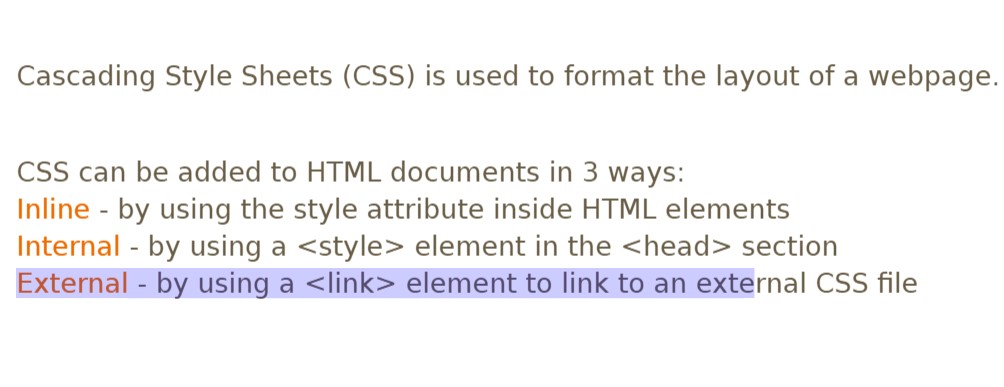 Cascading Style Sheets (CSS) is used to format the layout of a webpage.
CSS can be added to HTML documents in 3 ways:
Inline - by using the style attribute inside HTML elements
Internal - by using a <style> element in the <head> section
External - by using a <link> element to link to an external CSS file